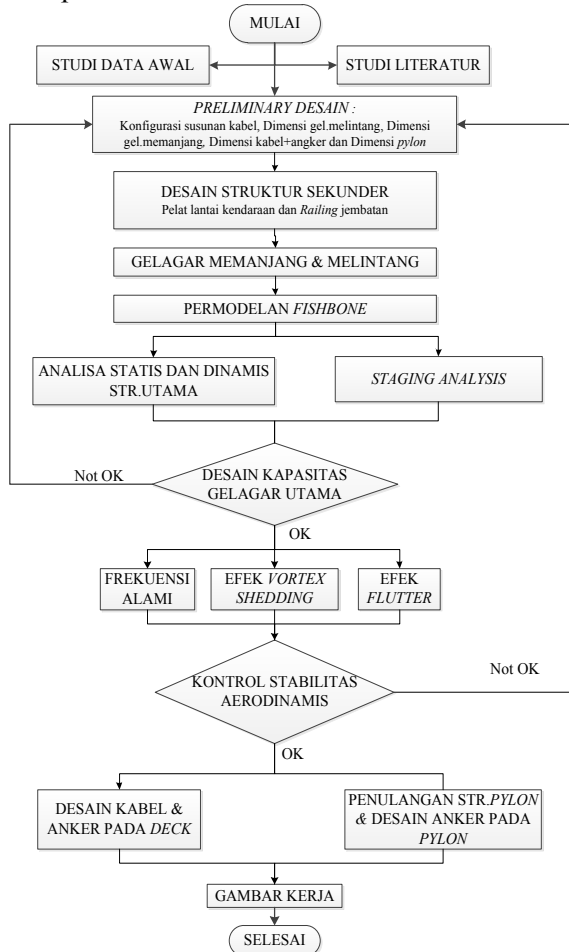 MULAI
STUDI DATA AWAL
STUDI LITERATUR
PRELIMINARY DESAIN :
Konfigurasi susunan kabel, Dimensi gel.melintang, Dimensi
gel.memanjang, Dimensi kabel+angker dan Dimensi pylon
DESAIN STRUKTUR SEKUNDER
Pelat lantai kendaraan dan Railing jembatan
GELAGAR MEMANJANG & MELINTANG
PERMODELAN FISHBONE
ANALISA STATIS DAN DINAMIS
STR.UTAMA
STAGING ANALYSIS
Not OK
DESAIN KAPASITAS
GELAGAR UTAMA
OK
FREKUENSI
ALAMI
EFEK VORTEX
SHEDDING
EFEK
FLUTTER
KONTROL STABILITAS
AERODINAMIS
Not OK
OK
DESAIN KABEL &
ANKER PADA DECK
PENULANGAN STR.PYLON
& DESAIN ANKER PADA
PYLON
GAMBAR KERJA
SELESAI